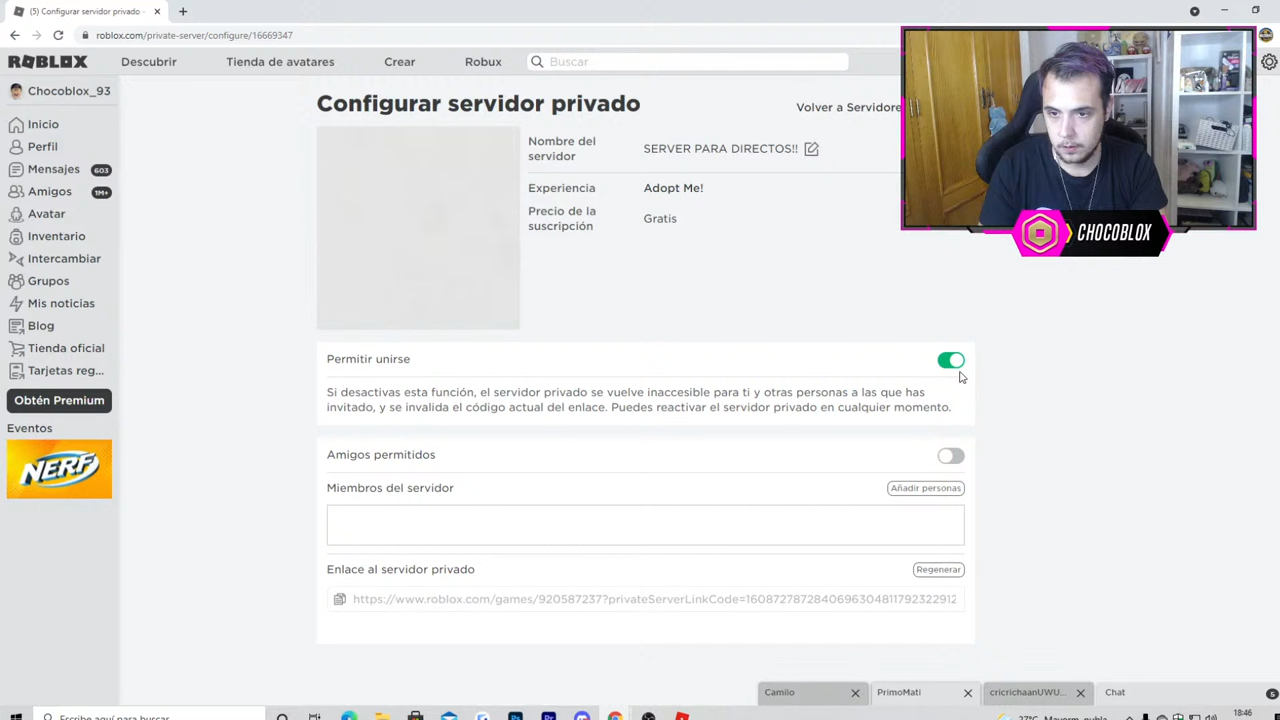 (5) Configurar servidor privado -
roblox.com/private-server/configure/16669347
ROBLOX
Descubrir
Tienda de avatares
Crear
Robux
Buscar
Chocoblox_93
Inicio
Perfil
Mensajes 603
Amigos 1M+
Avatar
Inventario
Intercambiar
Grupos
Mis noticias
Blog
Tienda oficial
Tarjetas reg...
Obtén Premium
Eventos
NERF
Configurar servidor privado
Volver a Servidore
Nombre del
servidor
SERVER PARA DIRECTOS!!
Experiencia
Adopt Me!
Precio de la
suscripción
Gratis
CHOCOBLOX
Permitir unirse
Si desactivas esta función, el servidor privado se vuelve inaccesible para ti y otras personas a las que has
invitado, y se invalida el código actual del enlace. Puedes reactivar el servidor privado en cualquier momento.
Amigos permitidos
Miembros del servidor
Añadir personas
Enlace al servidor privado
Regenerar
https://www.roblox.com/games/920587237?privateServerLinkCode=1608727872840696304811792322912
Camilo
PrimoMati
cricrichaanUWU...
Chat
5
Escribe aquí para buscar
18:46